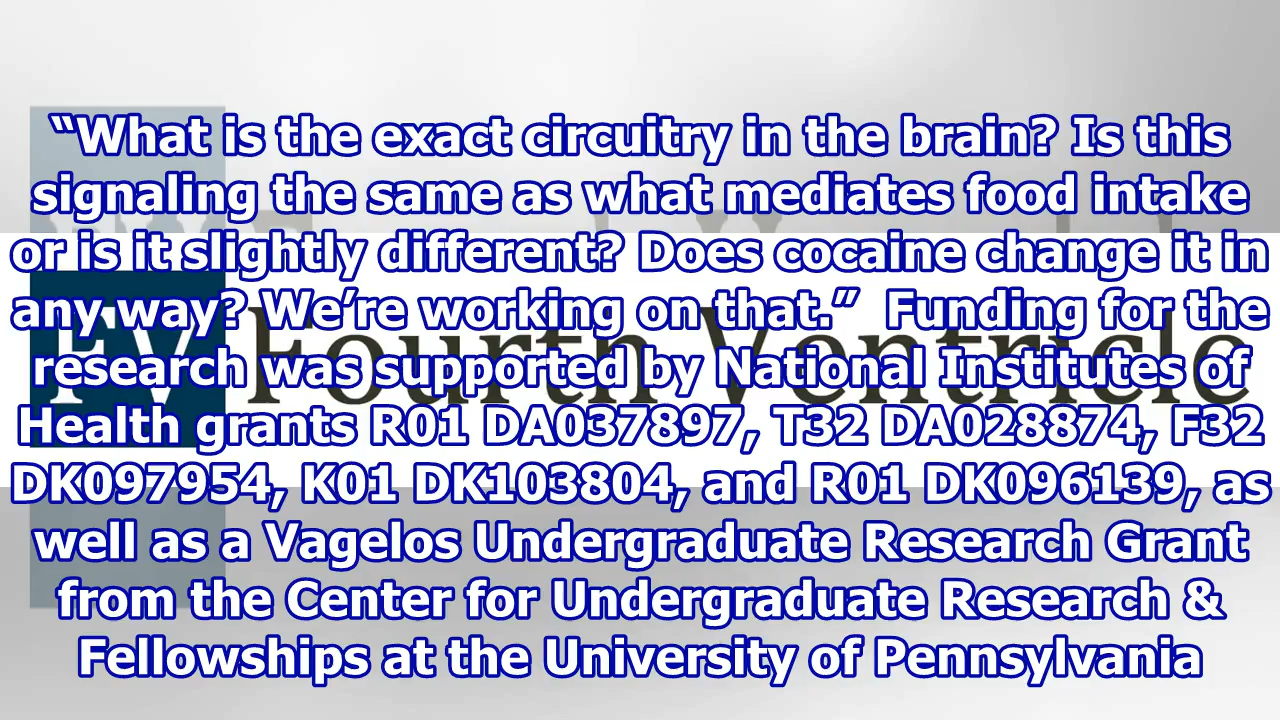 “What is the exact circuitry in the brain? Is this
signaling the same as what mediates food intake
or is it slightly different? Does cocaine change it in
any way? We’re working on that.”  Funding for the
research was supported by National Institutes of
Health grants R01 DA037897, T32 DA028874, F32
DK097954, K01 DK103804, and R01 DK096139, as
well as a Vagelos Undergraduate Research Grant
from the Center for Undergraduate Research &
Fellowships at the University of Pennsylvania
FV Fourth Ventricle